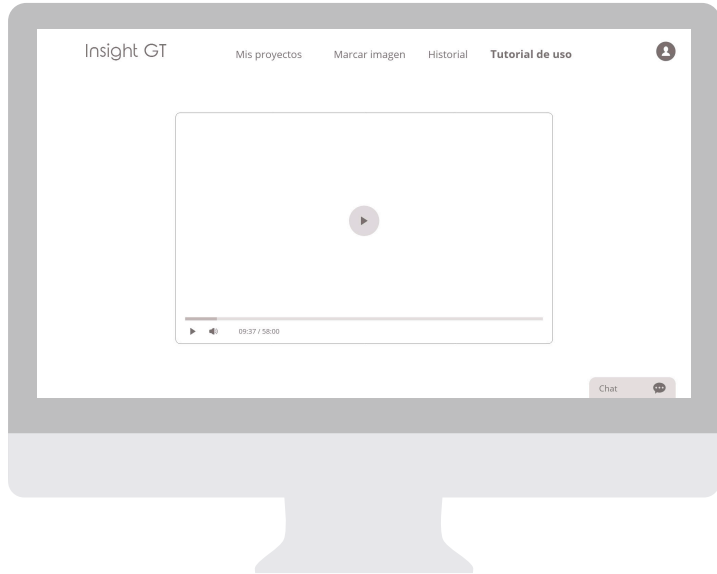 Insight GT
Mis proyectos Marcar imagen Historial Tutorial de uso
09:37 / 58:00
Chat